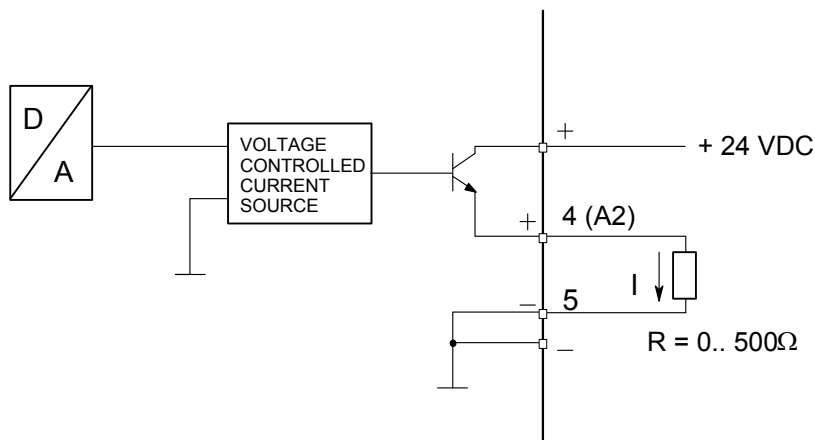 D
A
VOLTAGE
CONTROLLED
CURRENT
SOURCE
+
+ 24 VDC
+
4 (A2)
I
–
5
–
R = 0.. 500Ω